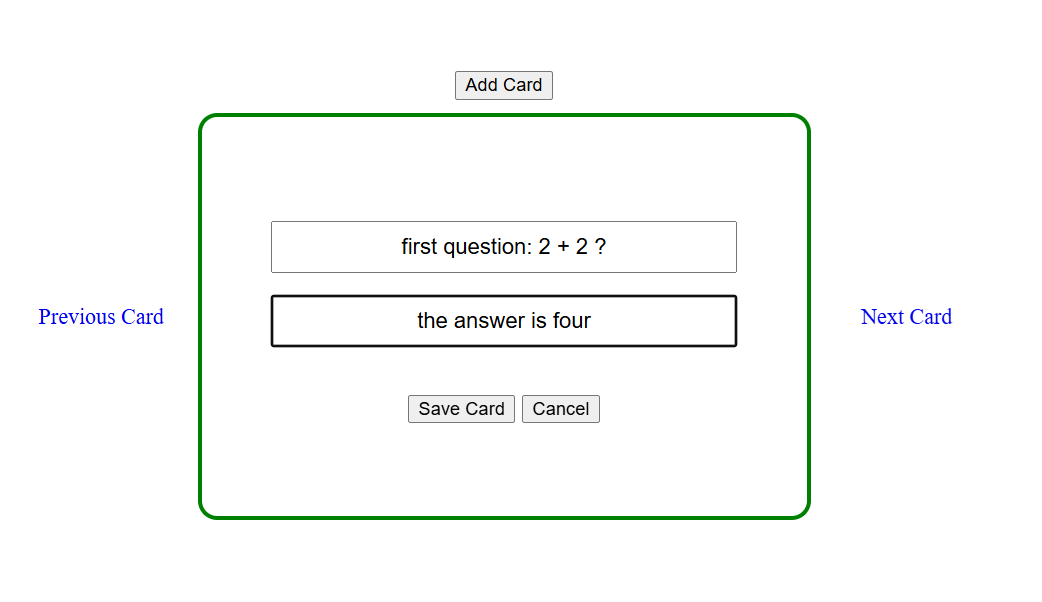 Add Card
first question: 2 + 2 ?
the answer is four
Previous Card
Next Card
Save Card
Cancel